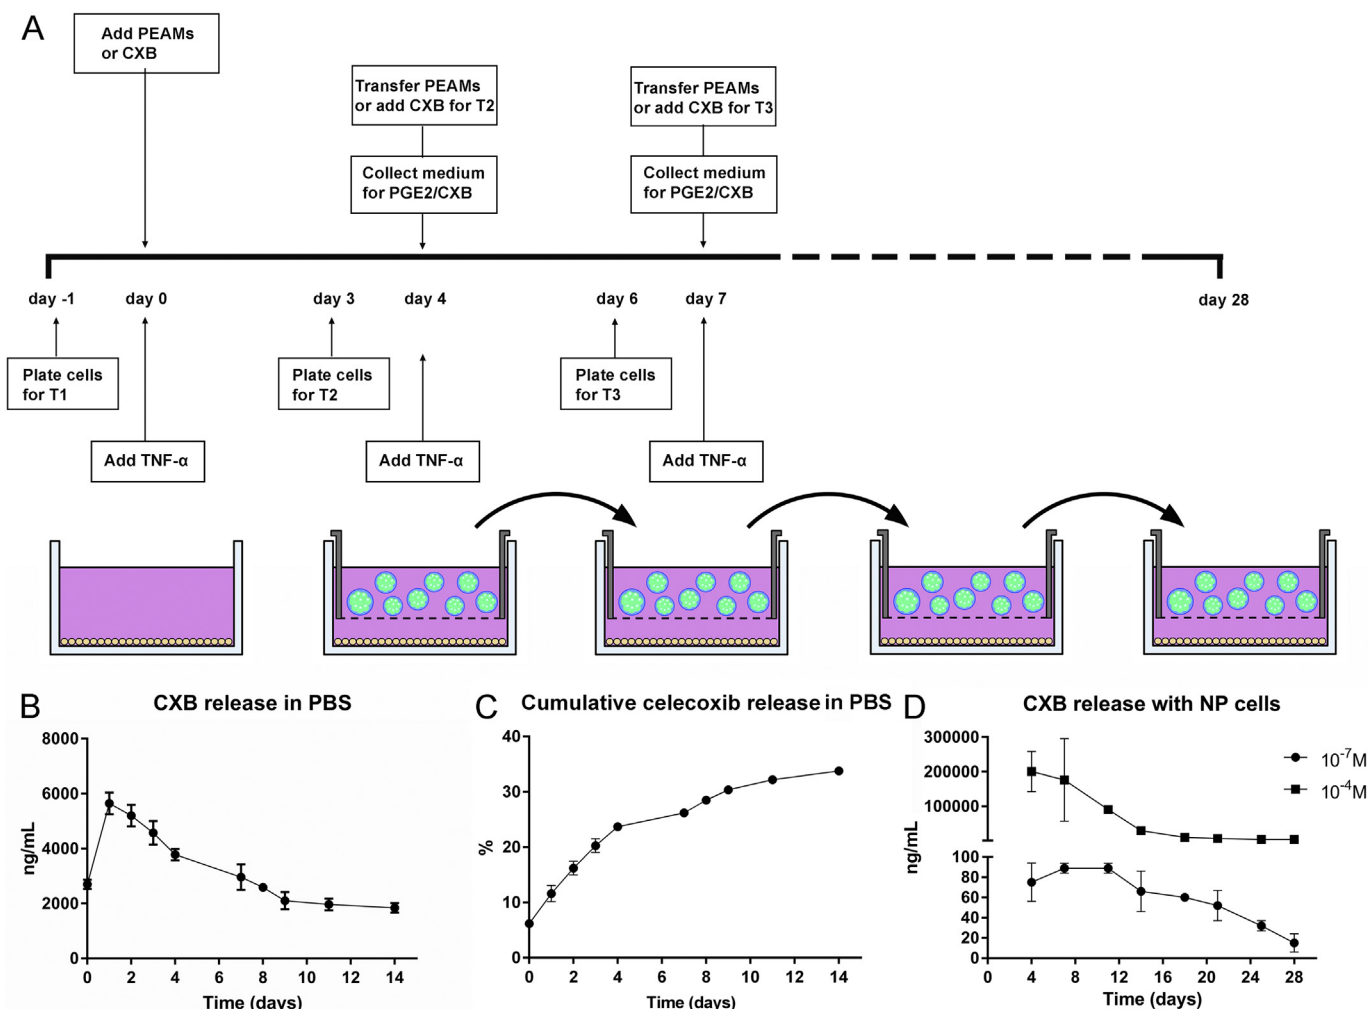 A
Add PEAMs
or CXB
Transfer PEAMs
or add CXB for T2
Transfer PEAMs
or add CXB for T3
Collect medium
for PGE2/CXB
Collect medium
for PGE2/CXB
day -1
day 0
day 3
day 4
day 6
day 7
day 28
Plate cells
for T1
Plate cells
for T2
Plate cells
for T3
Add TNF-α
Add TNF-α
Add TNF-α
B
CXB release in PBS
ng/mL
8000
6000
4000
2000
0
0 2 4 6 8 10 12 14
Time (days)
C
Cumulative celecoxib release in PBS
%
40
30
20
10
0
0 2 4 6 8 10 12 14
Time (days)
D
CXB release with NP cells
ng/mL
300000
200000
100000
100
80
60
40
20
0
0 4 8 12 16 20 24 28
Time (days)
10-7M
10-4M